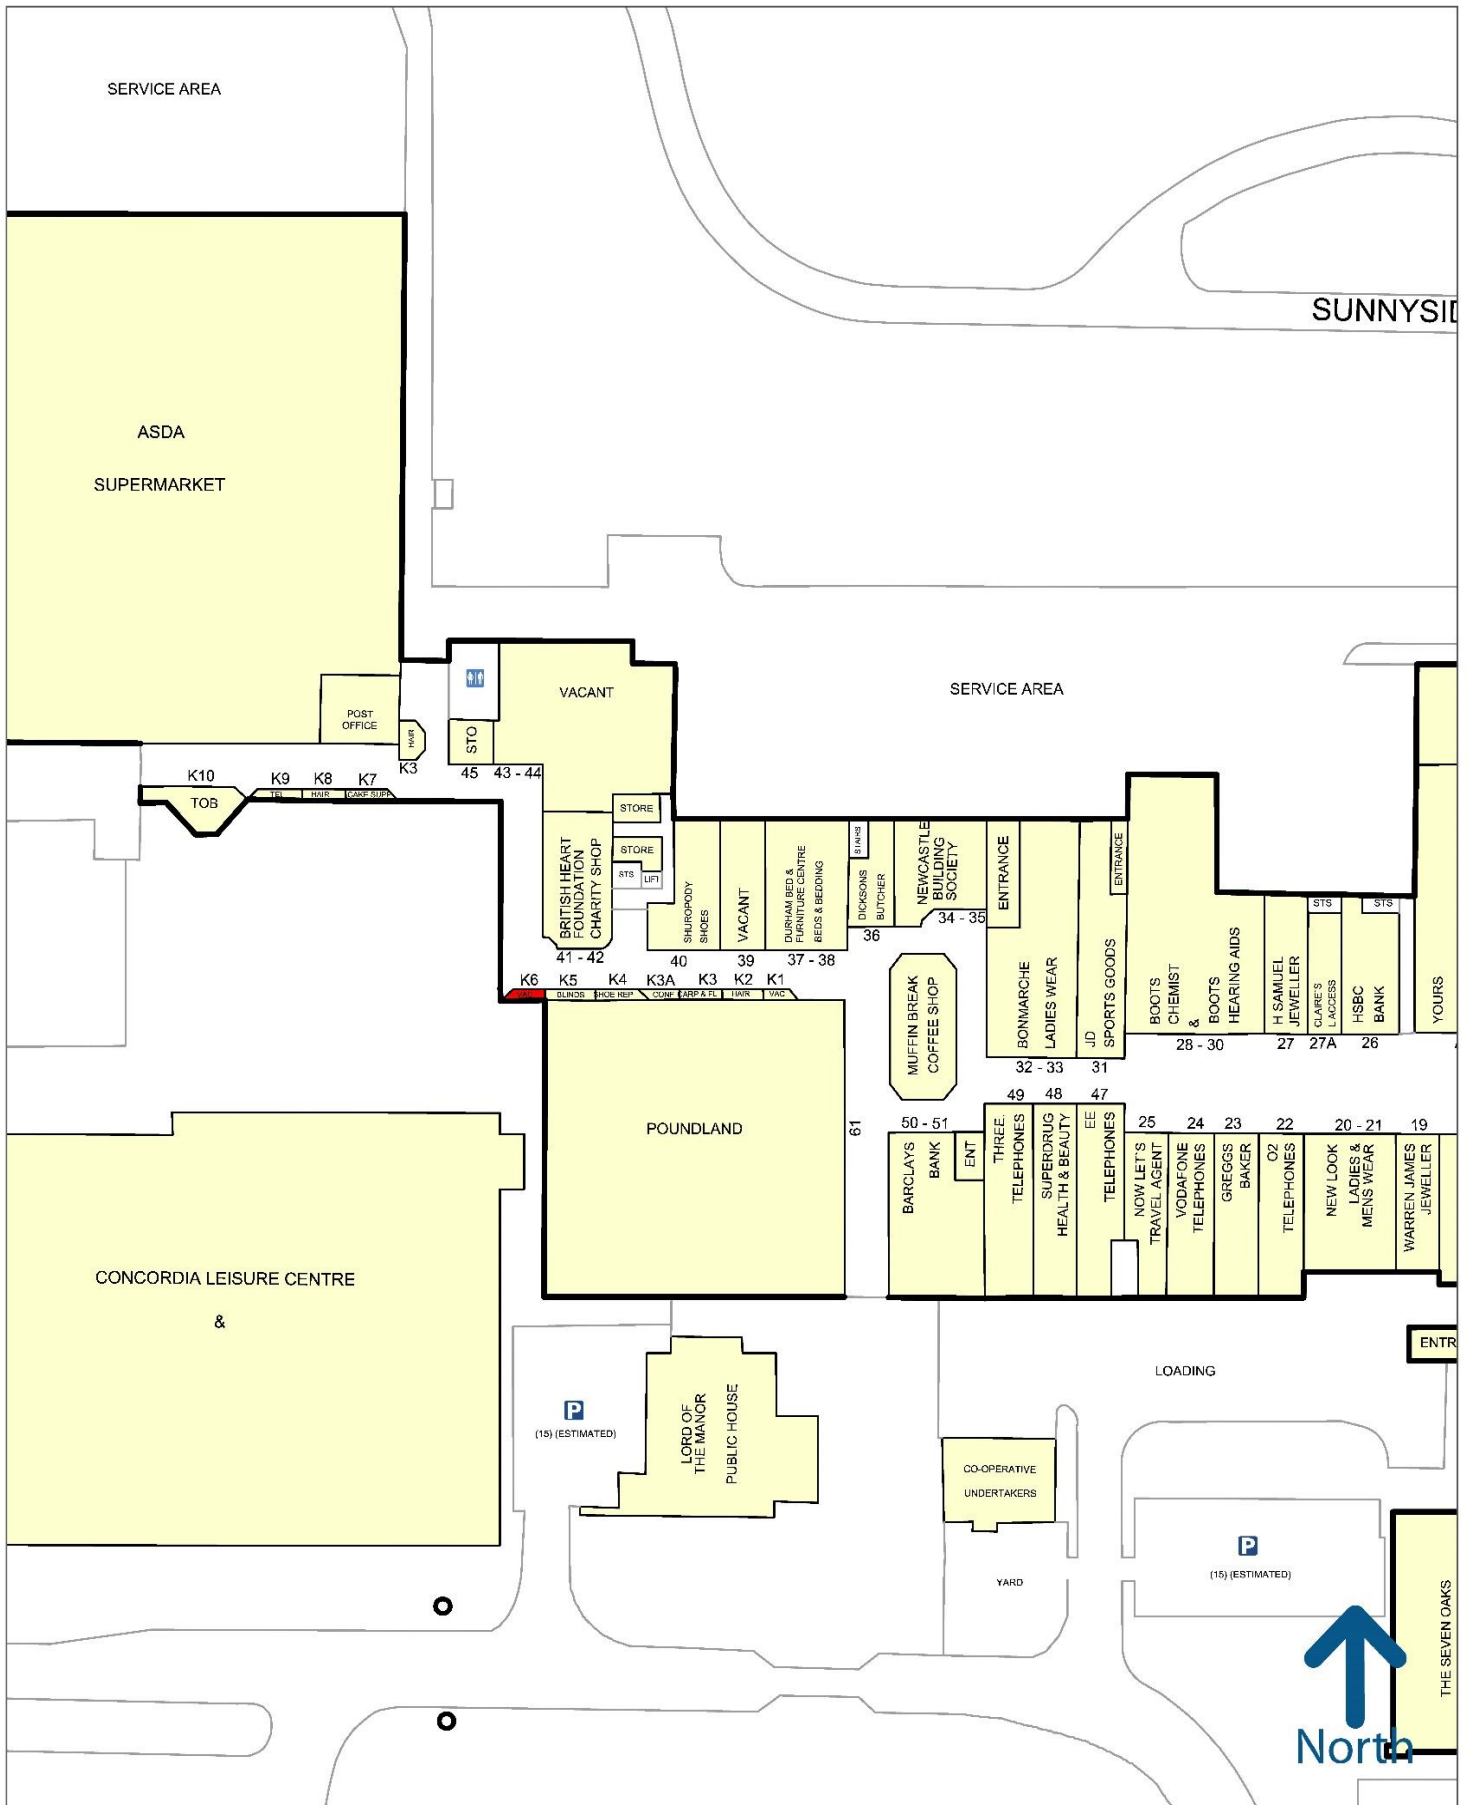 SERVICE AREA
SUNNYSID
ASDA
SUPERMARKET
POST
OFFICE
HAIR
K3
VACANT
STO
45
43 - 44
SERVICE AREA
K10
K9
K8
K7
TOB
TEL
HAIR
CAKE SUPP
STORE
STORE
STS
LIFT
BRITISH HEART
FOUNDATION
CHARITY SHOP
41 - 42
SHUROPODY
SHOES
40
VACANT
39
DURHAM BED &
FURNITURE CENTRE
BEDS & BEDDING
37 - 38
STAIRS
DICKSONS
BUTCHER
36
NEWCASTLE
BUILDING
SOCIETY
34 - 35
ENTRANCE
BONMARCHE
LADIES WEAR
32 - 33
ENTRANCE
JD
SPORTS GOODS
31
BOOTS
CHEMIST
&
BOOTS
HEARING AIDS
28 - 30
H SAMUEL
JEWELLER
27
STS
CLAIRE'S
L ACCESS
27A
STS
HSBC
BANK
26
YOURS
K6
K5
K4
K3A
K3
K2
K1
BLINDS
SHOE REP
CONF
CARP & FL
HAIR
VAC
MUFFIN BREAK
COFFEE SHOP
POUNDLAND
61
50 - 51
BARCLAYS
BANK
ENT
49
THREE.
TELEPHONES
48
SUPERDRUG
HEALTH & BEAUTY
47
EE
TELEPHONES
25
NOW LET'S
TRAVEL AGENT
24
VODAFONE
TELEPHONES
23
GREGGS
BAKER
22
O2
TELEPHONES
20 - 21
NEW LOOK
LADIES &
MENS WEAR
19
WARREN JAMES
JEWELLER
CONCORDIA LEISURE CENTRE
&
ENTR
LOADING
P
(15) (ESTIMATED)
LORD OF
THE MANOR
PUBLIC HOUSE
CO-OPERATIVE
UNDERTAKERS
YARD
P
(15) (ESTIMATED)
THE SEVEN OAKS
North